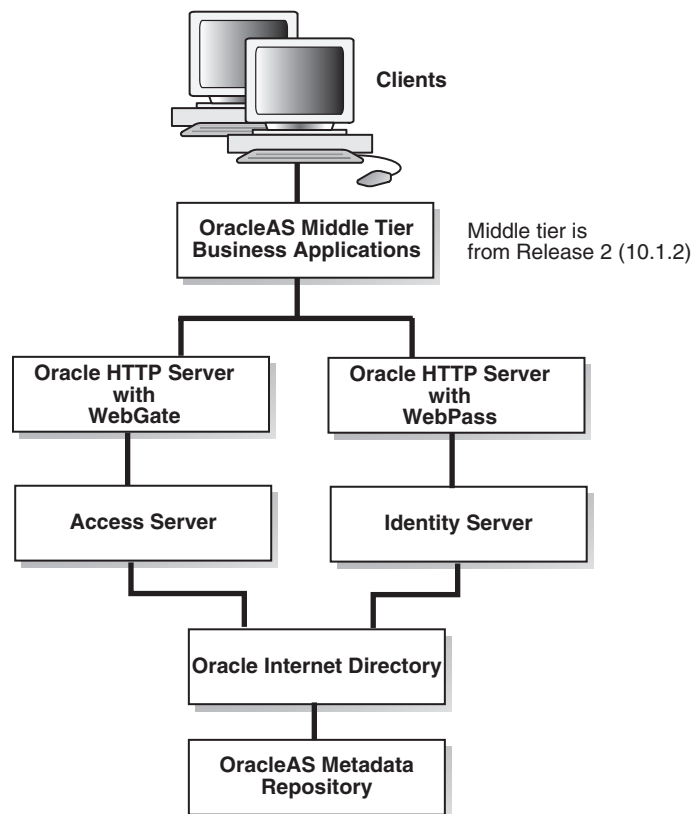 Clients
OracleAS Middle Tier
Business Applications
Middle tier is
from Release 2 (10.1.2)
Oracle HTTP Server
with
WebGate
Oracle HTTP Server
with
WebPass
Access Server
Identity Server
Oracle Internet Directory
OracleAS Metadata
Repository